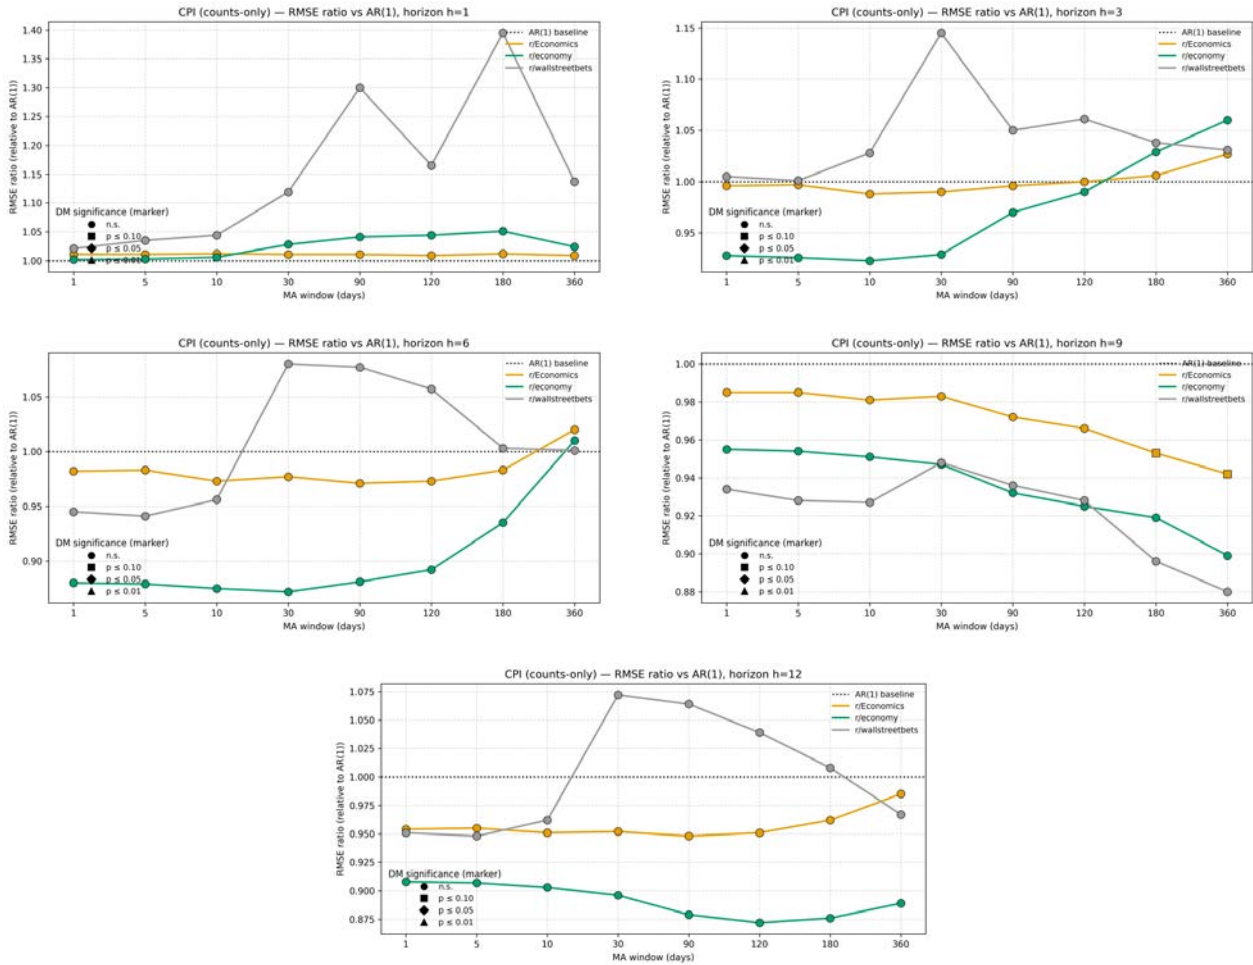 CPI (counts-only) — RMSE ratio vs AR(1), horizon h=1
RMSE ratio (relative to AR(1))
1.40
1.35
1.30
1.25
1.20
1.15
1.10
1.05
1.00
AR(1) baseline
r/Economics
r/economy
r/wallstreetbets
DM significance (marker)
n.s.
p ≤ 0.10
p ≤ 0.05
p ≤ 0.01
1 5 10 30 90 120 180 360
MA window (days)
CPI (counts-only) — RMSE ratio vs AR(1), horizon h=3
RMSE ratio (relative to AR(1))
1.15
1.10
1.05
1.00
0.95
AR(1) baseline
r/Economics
r/economy
r/wallstreetbets
DM significance (marker)
n.s.
p ≤ 0.10
p ≤ 0.05
p ≤ 0.01
1 5 10 30 90 120 180 360
MA window (days)
CPI (counts-only) — RMSE ratio vs AR(1), horizon h=6
RMSE ratio (relative to AR(1))
1.05
1.00
0.95
0.90
AR(1) baseline
r/Economics
r/economy
r/wallstreetbets
DM significance (marker)
n.s.
p ≤ 0.10
p ≤ 0.05
p ≤ 0.01
1 5 10 30 90 120 180 360
MA window (days)
CPI (counts-only) — RMSE ratio vs AR(1), horizon h=9
RMSE ratio (relative to AR(1))
1.00
0.98
0.96
0.94
0.92
0.90
0.88
AR(1) baseline
r/Economics
r/economy
r/wallstreetbets
DM significance (marker)
n.s.
p ≤ 0.10
p ≤ 0.05
p ≤ 0.01
1 5 10 30 90 120 180 360
MA window (days)
CPI (counts-only) — RMSE ratio vs AR(1), horizon h=12
RMSE ratio (relative to AR(1))
1.075
1.050
1.025
1.000
0.975
0.950
0.925
0.900
0.875
AR(1) baseline
r/Economics
r/economy
r/wallstreetbets
DM significance (marker)
n.s.
p ≤ 0.10
p ≤ 0.05
p ≤ 0.01
1 5 10 30 90 120 180 360
MA window (days)